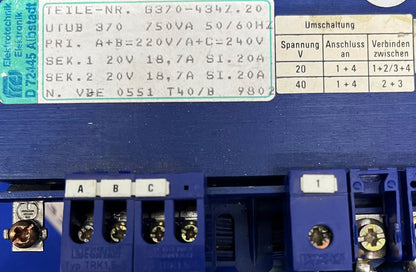 Elektrotechnik
Elektronik
D 72445 Albstadt
TEILE-NR. 8370-4347.20
UTUB 370 750VA 50/60HZ
PRI. A+B=220V/A+C=240V
SEK.1 20V 18,7A SI.20A
SEK.2 20V 18,7A SI.20A
N. VDE 0551 T40/B 9802
Umschaltung
Spannung V Anschluss an Verbinden zwischen
20 1+4 1+2/3+4
40 1+4 2+3
A B C 1